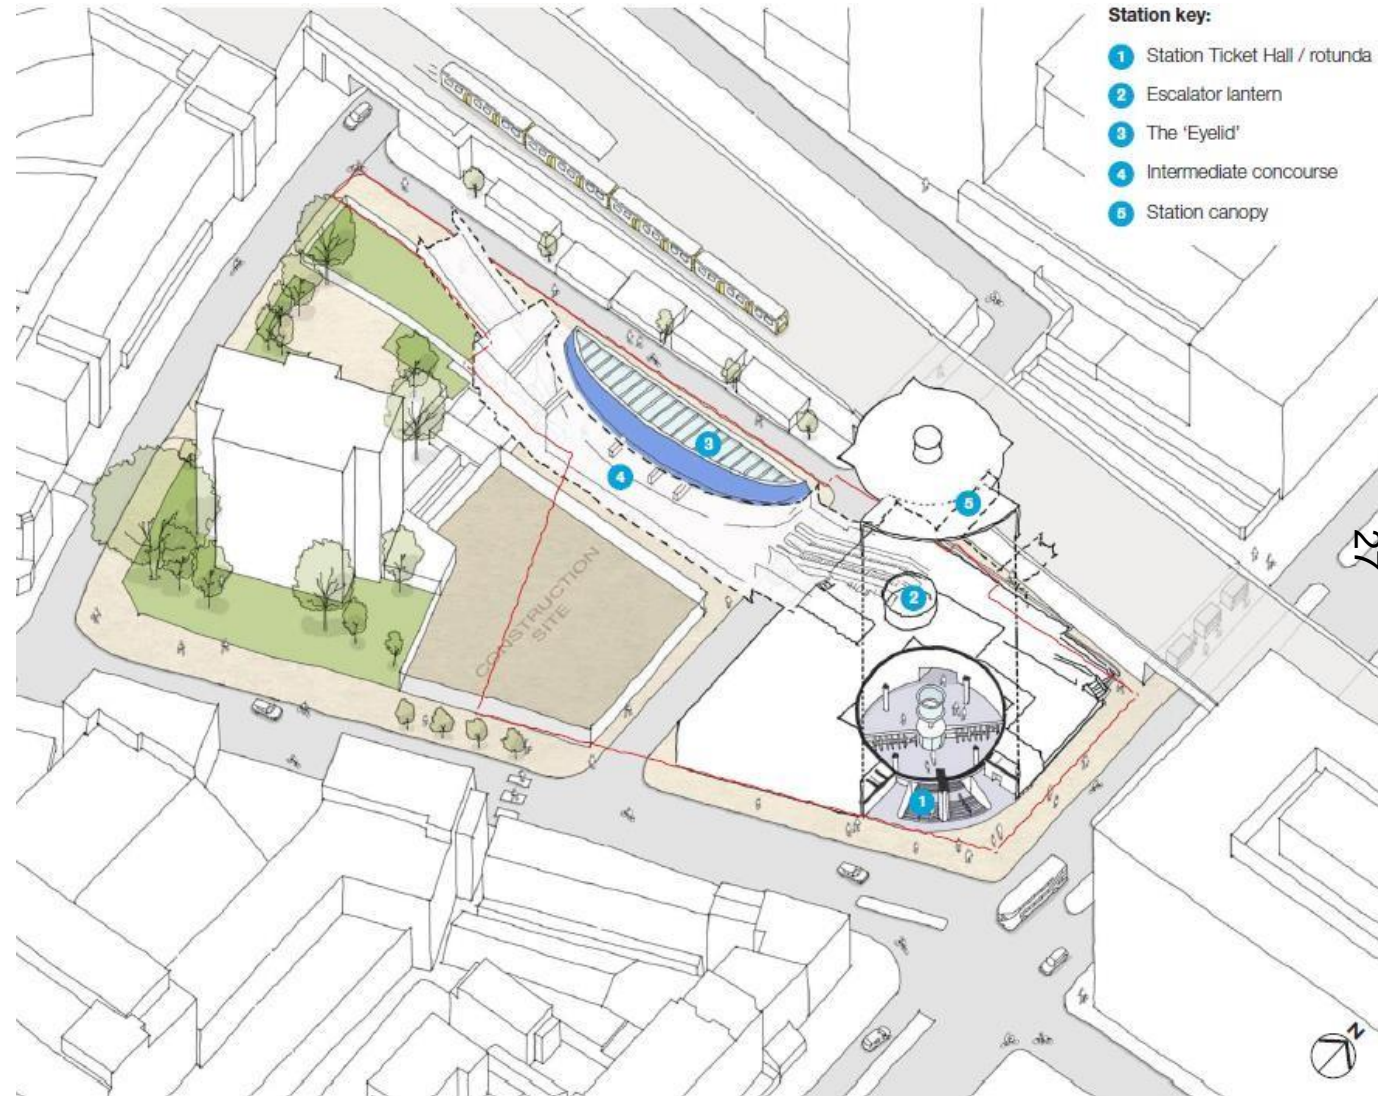 Station key:
1 Station Ticket Hall / rotunda
2 Escalator lantern
3 The ‘Eyelid’
4 Intermediate concourse
5 Station canopy
3
4
5
27
2
CONSTRUCTION
SITE
1
N